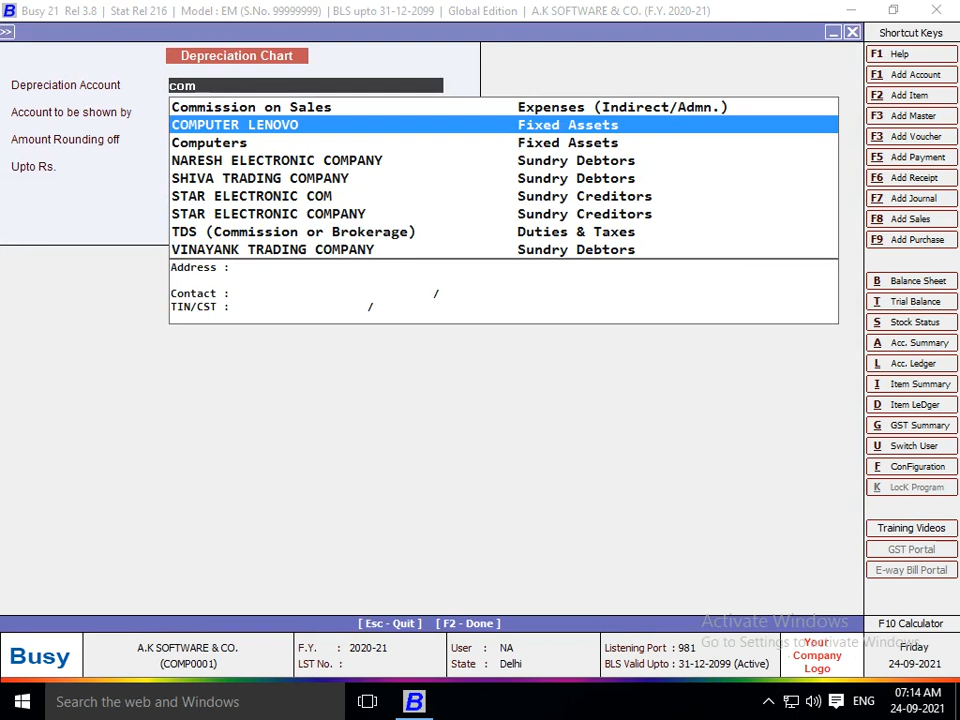 Busy 21 Rel 3.8 | Stat Rel 216 | Model : EM (S.No. 99999999) | BLS upto 31-12-2099 | Global Edition | A.K SOFTWARE & CO. (F.Y. 2020-21)
>>
Depreciation Chart
Depreciation Account com
Account to be shown by
Amount Rounding off
Upto Rs.
Commission on Sales Expenses (Indirect/Admn.)
COMPUTER LENOVO Fixed Assets
Computers Fixed Assets
NARESH ELECTRONIC COMPANY Sundry Debtors
SHIVA TRADING COMPANY Sundry Debtors
STAR ELECTRONIC COM Sundry Creditors
STAR ELECTRONIC COMPANY Sundry Creditors
TDS (Commission or Brokerage) Duties & Taxes
VINAYANK TRADING COMPANY Sundry Debtors
Address :
Contact : /
TIN/CST : /
Shortcut Keys
F1 Help
F1 Add Account
F2 Add Item
F3 Add Master
F3 Add Voucher
F5 Add Payment
F6 Add Receipt
F7 Add Journal
F8 Add Sales
F9 Add Purchase
B Balance Sheet
T Trial Balance
S Stock Status
A Acc. Summary
L Acc. Ledger
I Item Summary
D Item LeDger
G GST Summary
U Switch User
F ConFiguration
K LocK Program
Training Videos
GST Portal
E-way Bill Portal
[ Esc - Quit ] [ F2 - Done ]
F10 Calculator
Activate Windows
Go to Settings to activate Windows.
Busy
A.K SOFTWARE & CO.
(COMP0001)
F.Y. : 2020-21
LST No. :
User : NA
State : Delhi
Listening Port : 981
BLS Valid Upto : 31-12-2099 (Active)
Your
Company
Logo
Friday
24-09-2021
Search the web and Windows
B
ENG
07:14 AM
24-09-2021